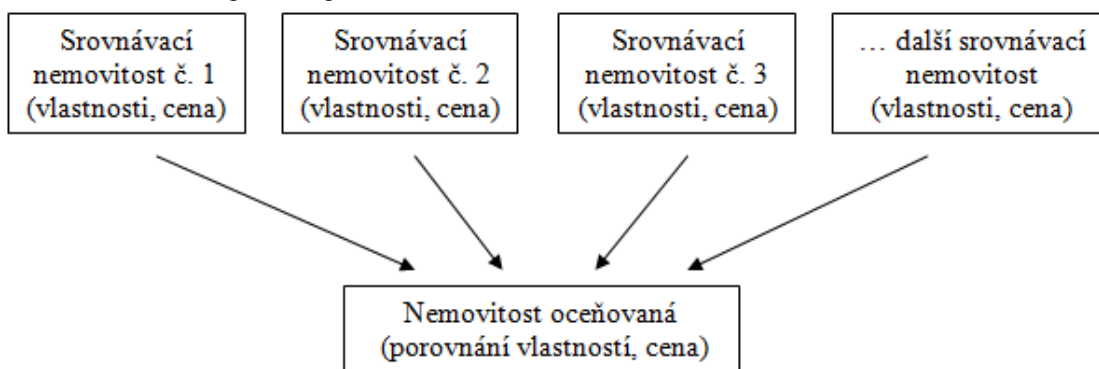 Srovnávací
nemovitost č. 1
(vlastnosti, cena)
Srovnávací
nemovitost č. 2
(vlastnosti, cena)
Srovnávací
nemovitost č. 3
(vlastnosti, cena)
… další srovnávací
nemovitost
(vlastnosti, cena)
Nemovitost oceňovaná
(porovnání vlastností, cena)